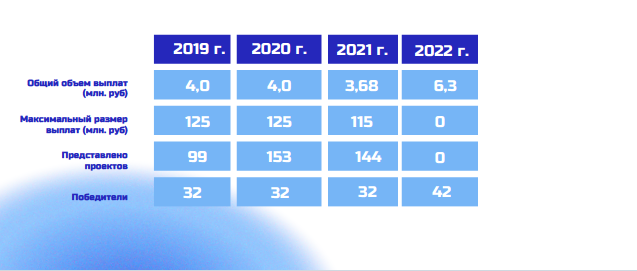 2019 г. 2020 г. 2021 г. 2022 г.
Общий объем выплат
(млн. руб) 4,0 4,0 3,68 6,3
Максимальный размер
выплат (млн. руб) 125 125 115 0
Представлено
проектов 99 153 144 0
Победители 32 32 32 42